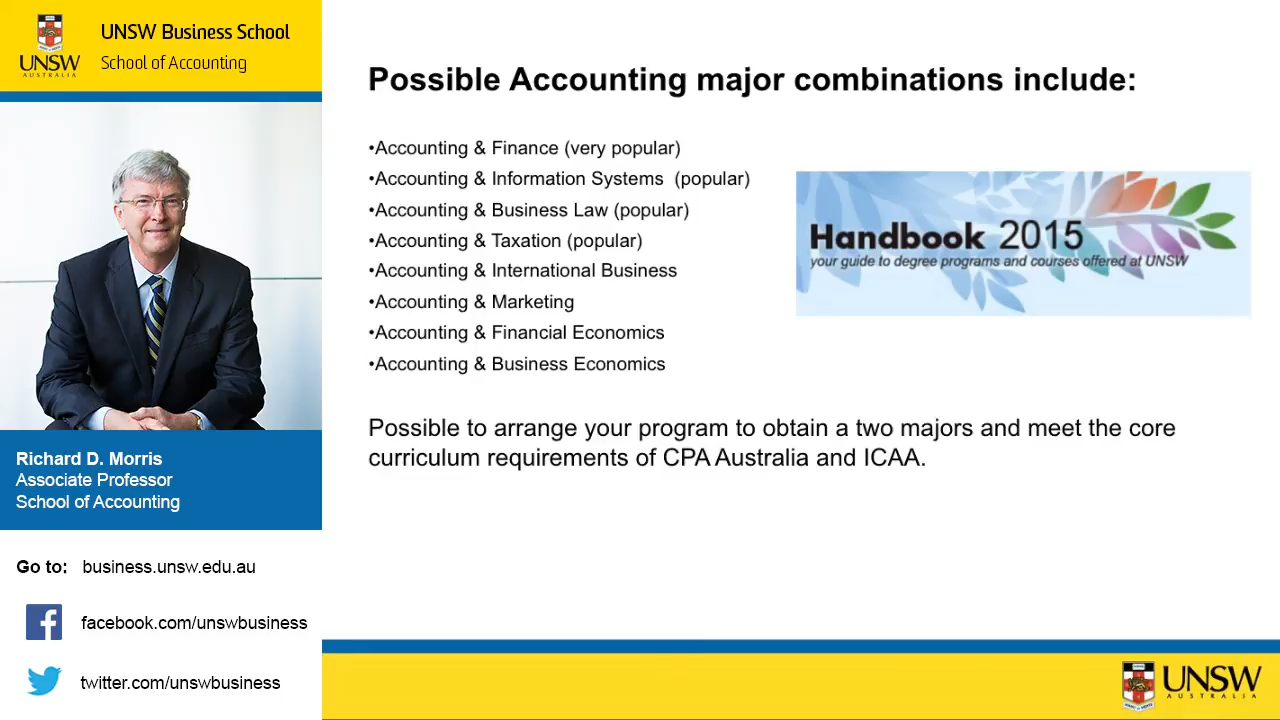 UNSW
AUSTRALIA
UNSW Business School
School of Accounting
Richard D. Morris
Associate Professor
School of Accounting
Go to: business.unsw.edu.au
facebook.com/unswbusiness
twitter.com/unswbusiness
Possible Accounting major combinations include:
•Accounting & Finance (very popular)
•Accounting & Information Systems (popular)
•Accounting & Business Law (popular)
•Accounting & Taxation (popular)
•Accounting & International Business
•Accounting & Marketing
•Accounting & Financial Economics
•Accounting & Business Economics
Handbook 2015
your guide to degree programs and courses offered at UNSW
Possible to arrange your program to obtain a two majors and meet the core
curriculum requirements of CPA Australia and ICAA.
UNSW
AUSTRALIA